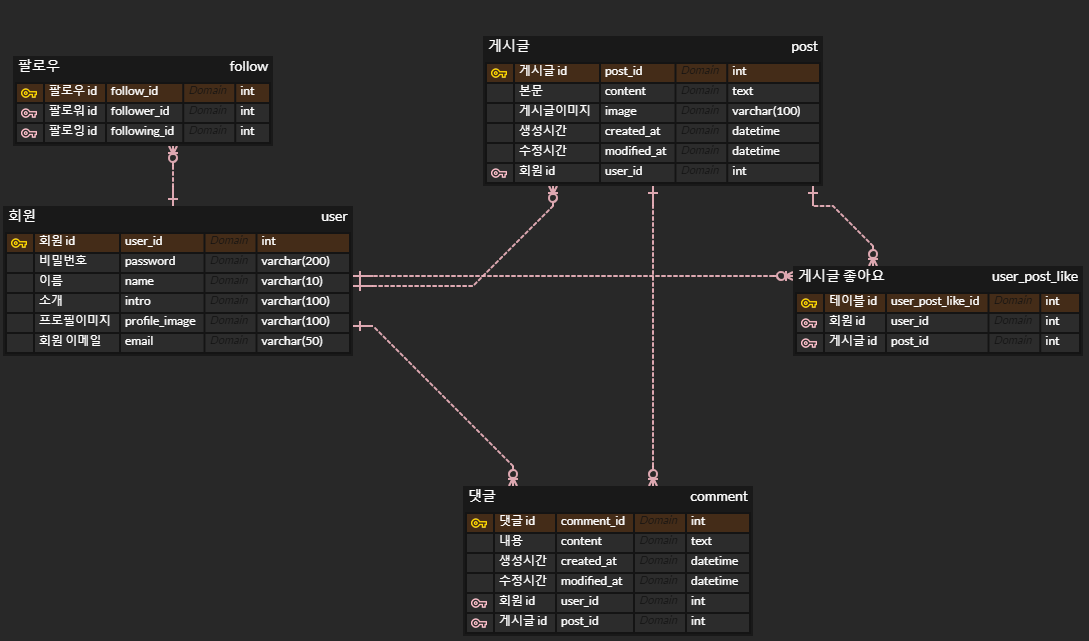 팔로우 follow
팔로우 id follow_id Domain int
팔로워 id follower_id Domain int
팔로잉 id following_id Domain int
게시글 post
게시글 id post_id Domain int
본문 content Domain text
게시글이미지 image Domain varchar(100)
생성시간 created_at Domain datetime
수정시간 modified_at Domain datetime
회원 id user_id Domain int
회원 user
회원 id user_id Domain int
비밀번호 password Domain varchar(200)
이름 name Domain varchar(10)
소개 intro Domain varchar(100)
프로필이미지 profile_image Domain varchar(100)
회원 이메일 email Domain varchar(50)
게시글 좋아요 user_post_like
테이블 id user_post_like_id Domain int
회원 id user_id Domain int
게시글 id post_id Domain int
댓글 comment
댓글 id comment_id Domain int
내용 content Domain text
생성시간 created_at Domain datetime
수정시간 modified_at Domain datetime
회원 id user_id Domain int
게시글 id post_id Domain int